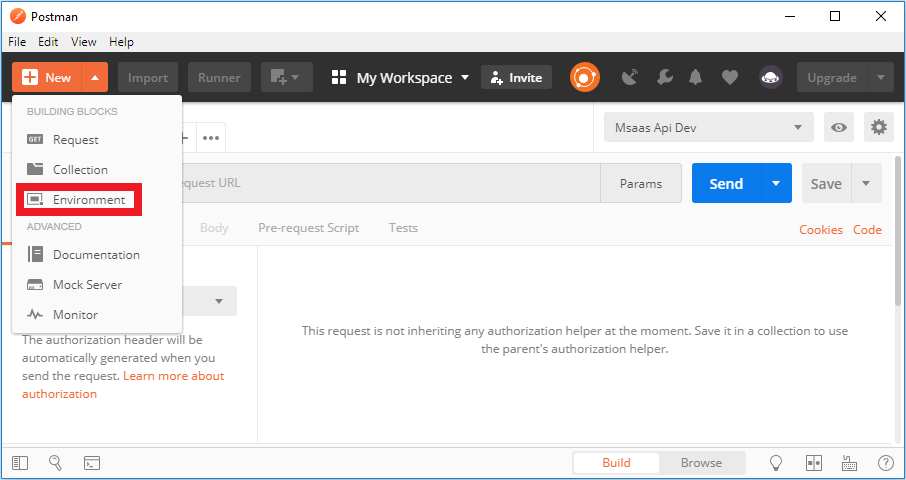 Postman
File Edit View Help
New Import Runner My Workspace Invite Upgrade
BUILDING BLOCKS
GET Request
Collection
Environment
ADVANCED
Documentation
Mock Server
Monitor
Msaas Api Dev
equest URL Params Send Save
Body Pre-request Script Tests Cookies Code
The authorization header will be
automatically generated when you
send the request. Learn more about
authorization
This request is not inheriting any authorization helper at the moment. Save it in a collection to use
the parent's authorization helper.
Build Browse